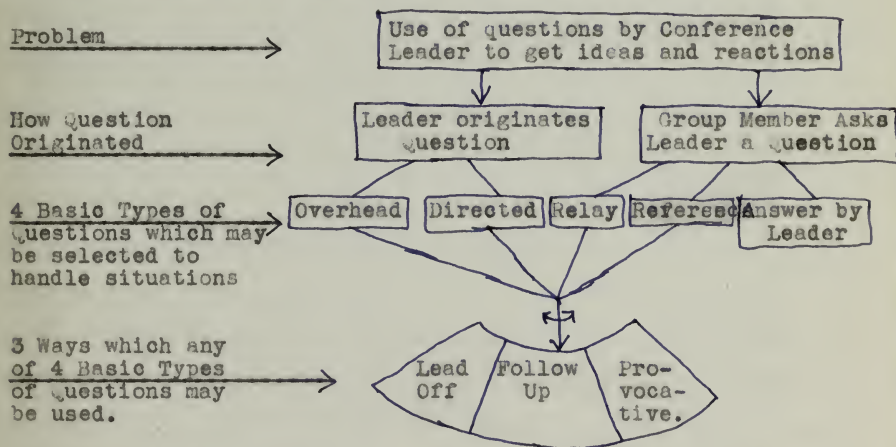 Problem
Use of questions by Conference
Leader to get ideas and reactions
How Question
Originated
Leader originates
Question
Group Member Asks
Leader a Question
4 Basic Types of
Questions which may
be selected to
handle situations
Overhead
Directed
Relay
Reference
Answer by
Leader
3 Ways which any
of 4 Basic Types
of Questions may
be used.
Lead
Off
Follow
Up
Pro-
voca-
tive.